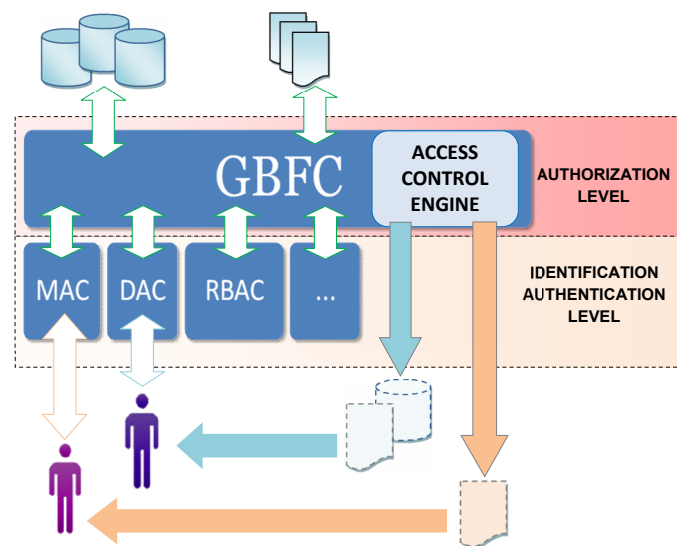 GBFC
ACCESS
CONTROL
ENGINE
AUTHORIZATION
LEVEL
MAC
DAC
RBAC
...
IDENTIFICATION
AUTHENTICATION
LEVEL